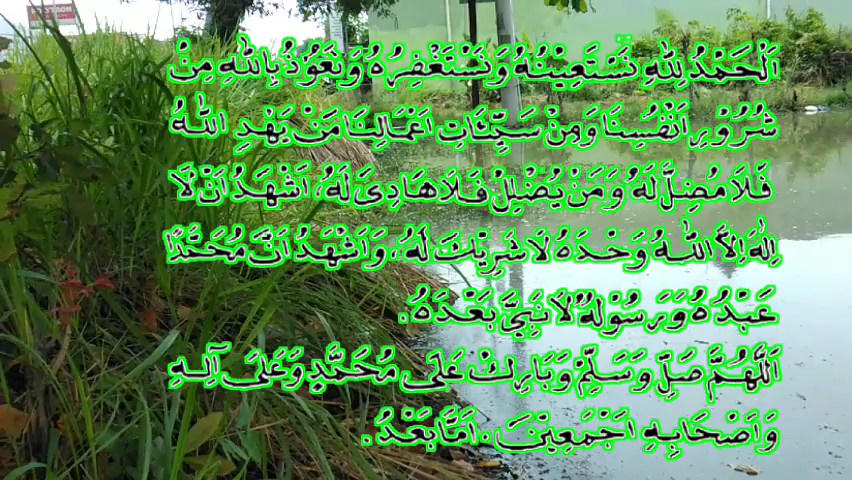 اَلْحَمْدُ لِلّٰهِ نَسْتَعِيْنُهُ وَنَسْتَغْفِرُهُ وَنَعُوْذُ بِاللّٰهِ مِنْ
شُرُوْرِ اَنْفُسِنَا وَمِنْ سَيِّئَاتِ اَعْمَالِنَا مَنْ يَهْدِ اللّٰهُ
فَلَا مُضِلَّ لَهُ وَمَنْ يُضْلِلْ فَلَا هَادِىَ لَهُ، اَشْهَدُ اَنْ لَّا
اِلٰهَ اِلَّا اللّٰهُ وَحْدَهُ لَا شَرِيْكَ لَهُ، وَاَشْهَدُ اَنَّ مُحَمَّدًا
عَبْدُهُ وَرَسُوْلُهُ لَا نَبِيَّ بَعْدَهُ.
اَللّٰهُمَّ صَلِّ وَسَلِّمْ وَبَارِكْ عَلَى مُحَمَّدٍ وَعَلَى آلِهِ
وَاَصْحَابِهِ اَجْمَعِيْنَ. اَمَّا بَعْدُ.